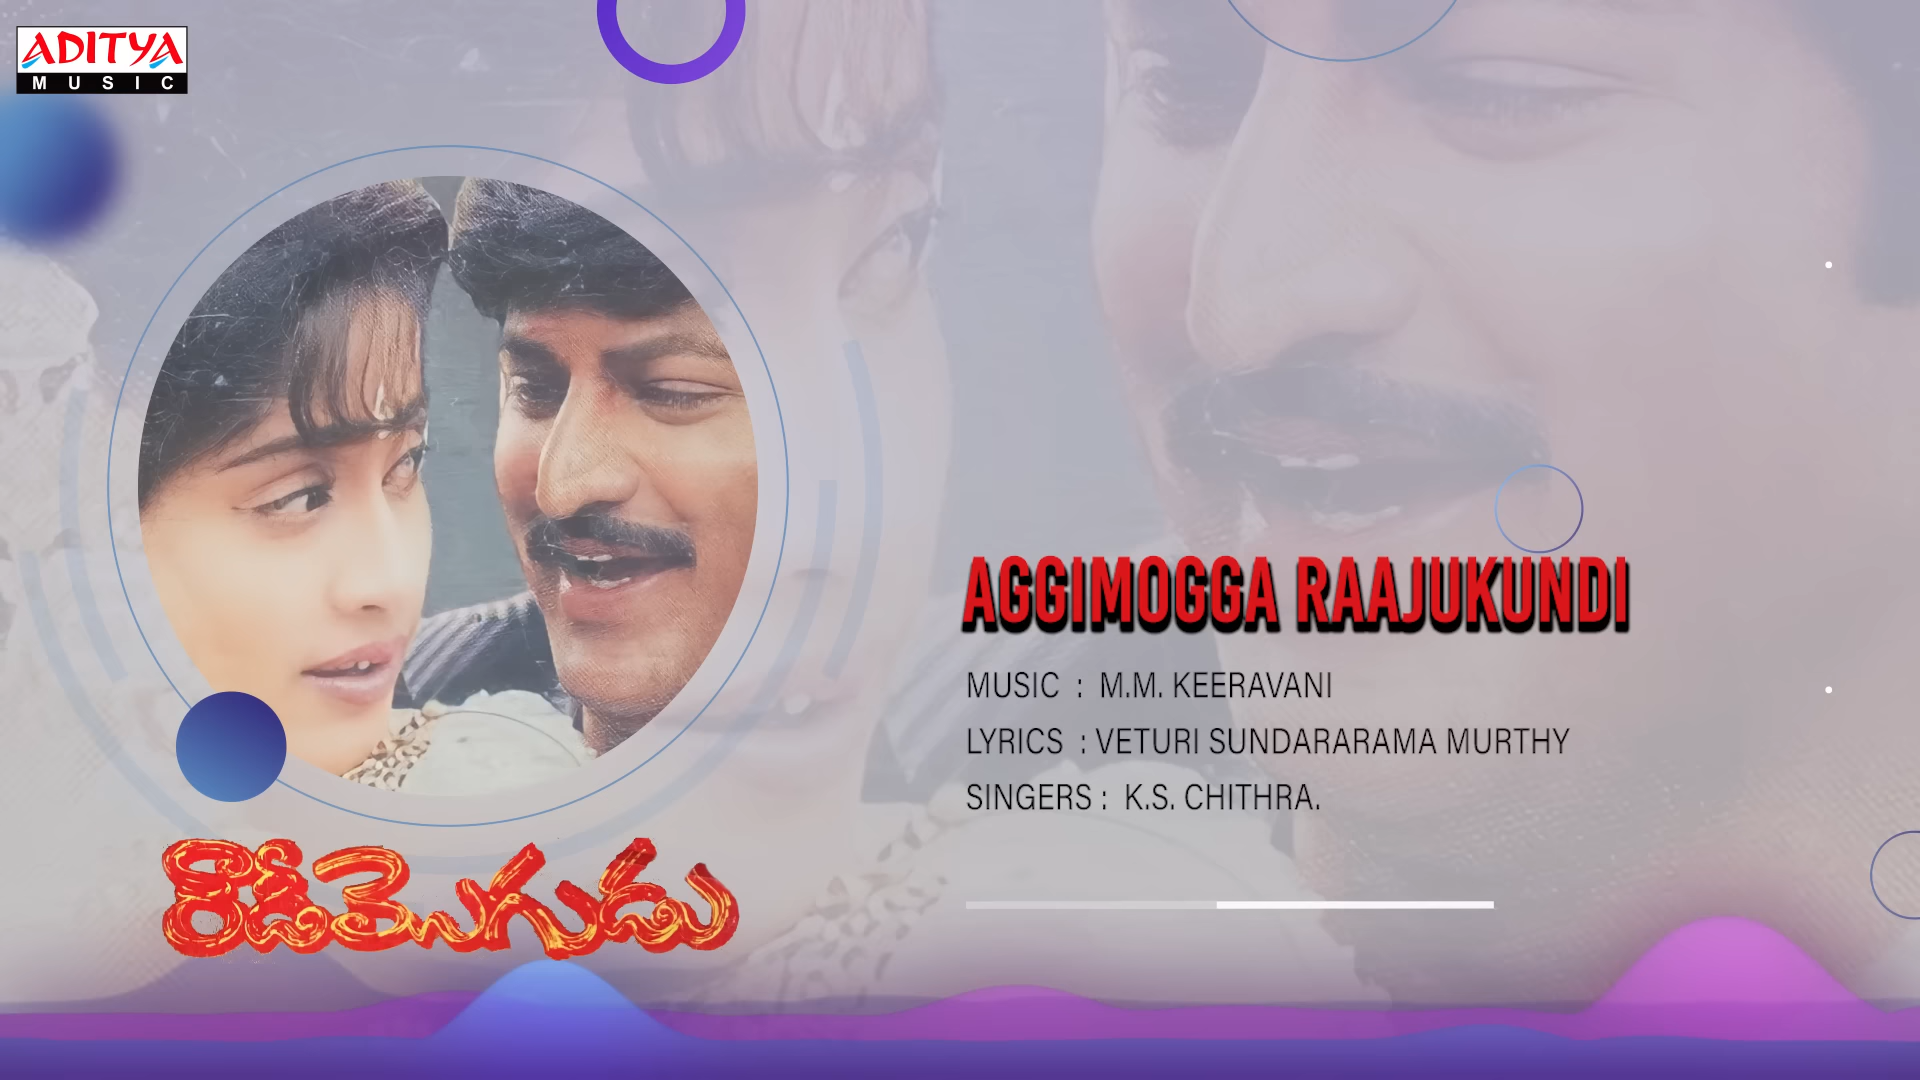 ADITYA
MUSIC
AGGIMOGGA RAAJUKUNDI
MUSIC : M.M. KEERAVANI
LYRICS : VETURI SUNDARARAMA MURTHY
SINGERS : K.S. CHITHRA.
రౌడీమొగుడు